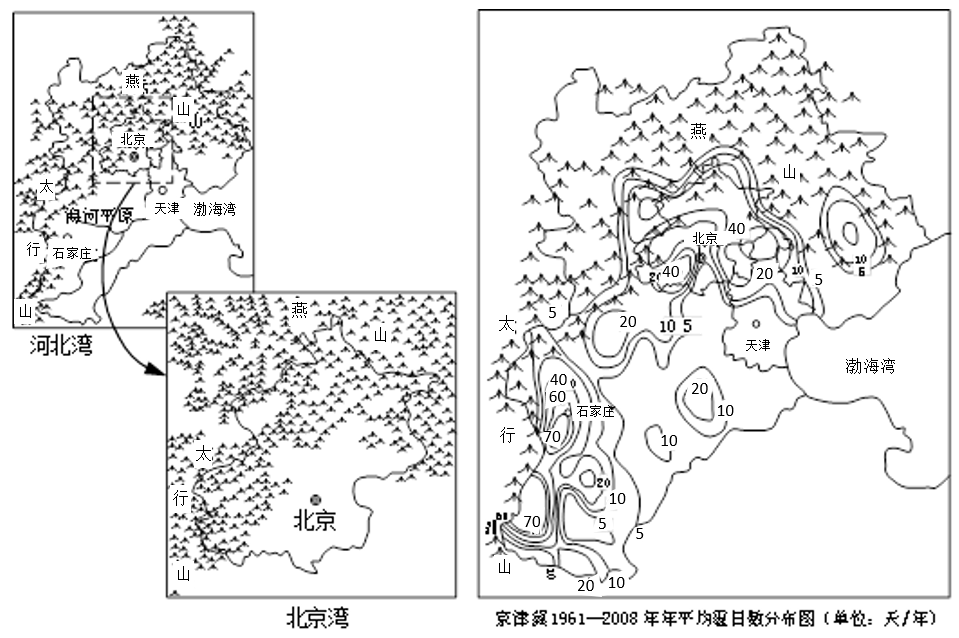 燕
山
山
北京
太
海河平原
天津
渤海湾
行
石家庄
山
河北湾
燕
山
太
行
北京
山
北京湾
燕
山
北京
40
40
20
10
5
10
5
太
5
20
10
5
天津
渤海湾
40
60
石家庄
20
10
行
70
10
20
10
70
5
5
山
20
10
京津冀1961—2008年年平均霾日数分布图(单位:天/年)